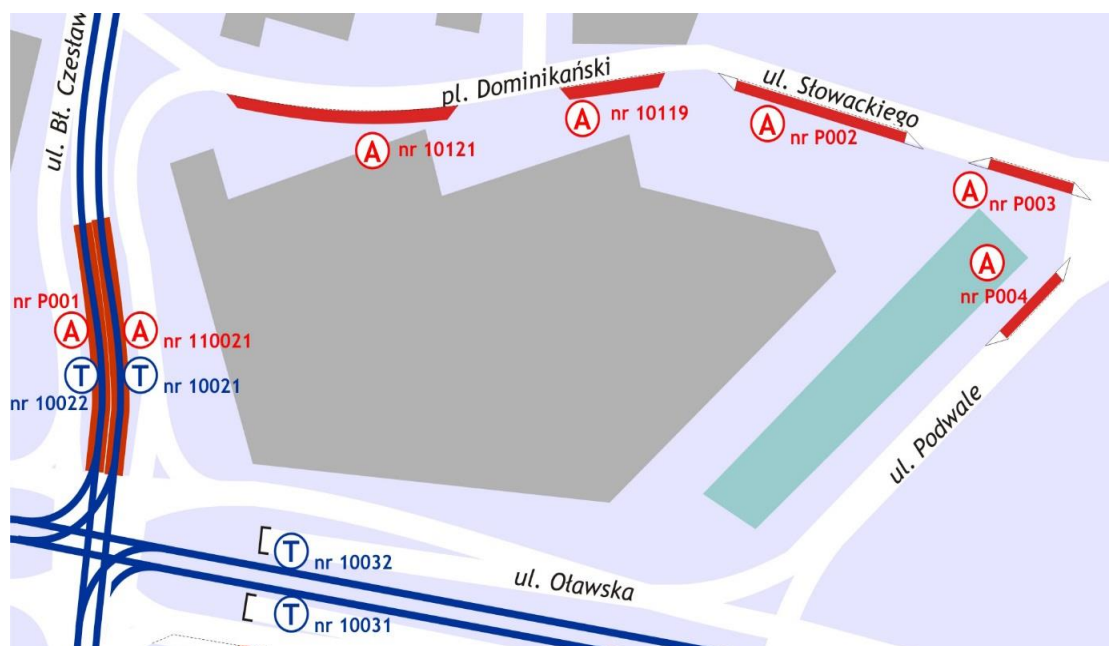 ul. Bł. Czesław
pl. Dominikański
ul. Słowackiego
A nr 10121
A nr 10119
A nr P002
A nr P003
A
nr P004
nr P001
A
A nr 110021
T
nr 10022
T nr 10021
ul. Podwale
T nr 10032
ul. Oławska
T nr 10031